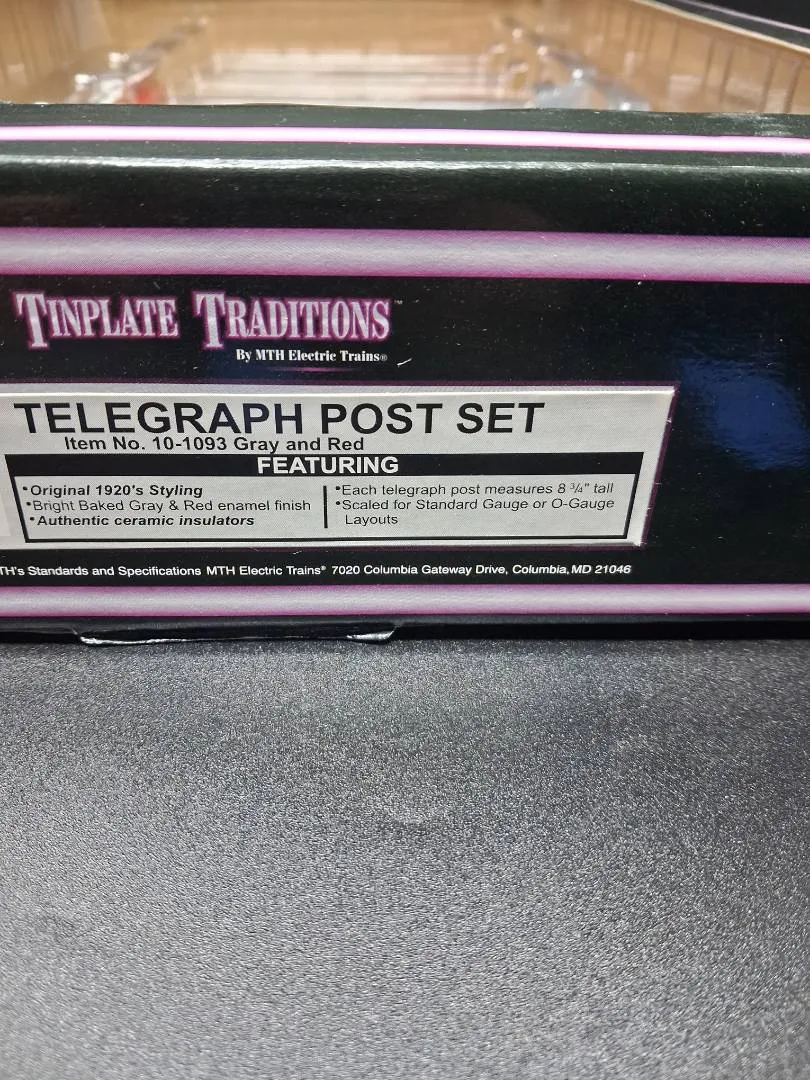 TINPLATE TRADITIONS™
By MTH Electric Trains®
TELEGRAPH POST SET
Item No. 10-1093 Gray and Red
FEATURING
•Original 1920's Styling
•Bright Baked Gray & Red enamel finish
•Authentic ceramic insulators
•Each telegraph post measures 8 ¾" tall
•Scaled for Standard Gauge or O-Gauge
Layouts
TH's Standards and Specifications MTH Electric Trains® 7020 Columbia Gateway Drive, Columbia, MD 21046